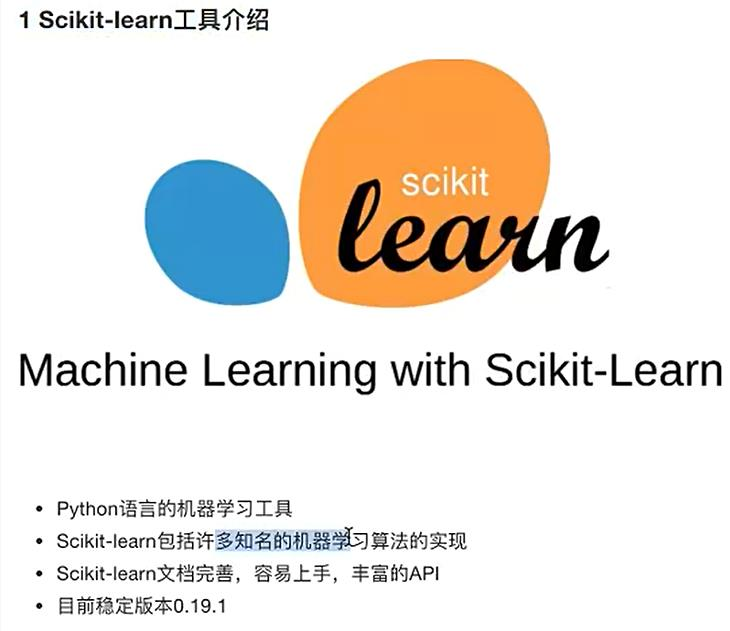 1 Scikit-learn工具介绍
scikit
learn
Machine Learning with Scikit-Learn
Python语言的机器学习工具
Scikit-learn包括许多知名的机器学习算法的实现
Scikit-learn文档完善，容易上手，丰富的API
目前稳定版本0.19.1